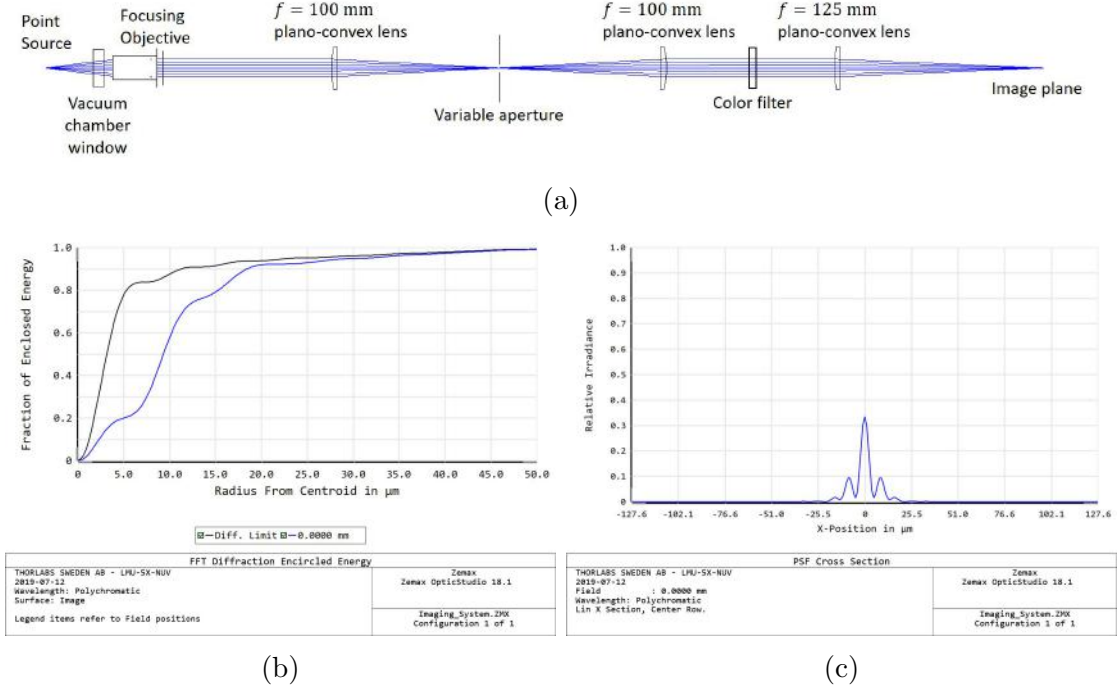 Point
Source
Focusing
Objective
f = 100 mm
plano-convex lens
f = 100 mm
plano-convex lens
f = 125 mm
plano-convex lens
Vacuum
chamber
window
Variable aperture
Color filter
Image plane
(a)
Fraction of Enclosed Energy
1.0
0.8
0.6
0.4
0.2
0
0 5.0 10.0 15.0 20.0 25.0 30.0 35.0 40.0 45.0 50.0
Radius From Centroid in µm
Diff. Limit 0.0000 mm
FFT Diffraction Encircled Energy
THORLABS SWEDEN AB - LMU-5X-NUV
2019-07-12
Wavelength: Polychromatic
Surface: Image
Legend items refer to Field positions
Zemax
Zemax OpticStudio 18.1
Imaging_System.ZMX
Configuration 1 of 1
(b)
Relative Irradiance
1.0
0.9
0.8
0.7
0.6
0.5
0.4
0.3
0.2
0.1
0
-127.6 -102.1 -76.6 -51.0 -25.5 0 25.5 51.0 76.6 102.1 127.6
X-Position in µm
PSF Cross Section
THORLABS SWEDEN AB - LMU-5X-NUV
2019-07-12
Field : 0.0000 mm
Wavelength: Polychromatic
Lin X Section, Center Row.
Zemax
Zemax OpticStudio 18.1
Imaging_System.ZMX
Configuration 1 of 1
(c)